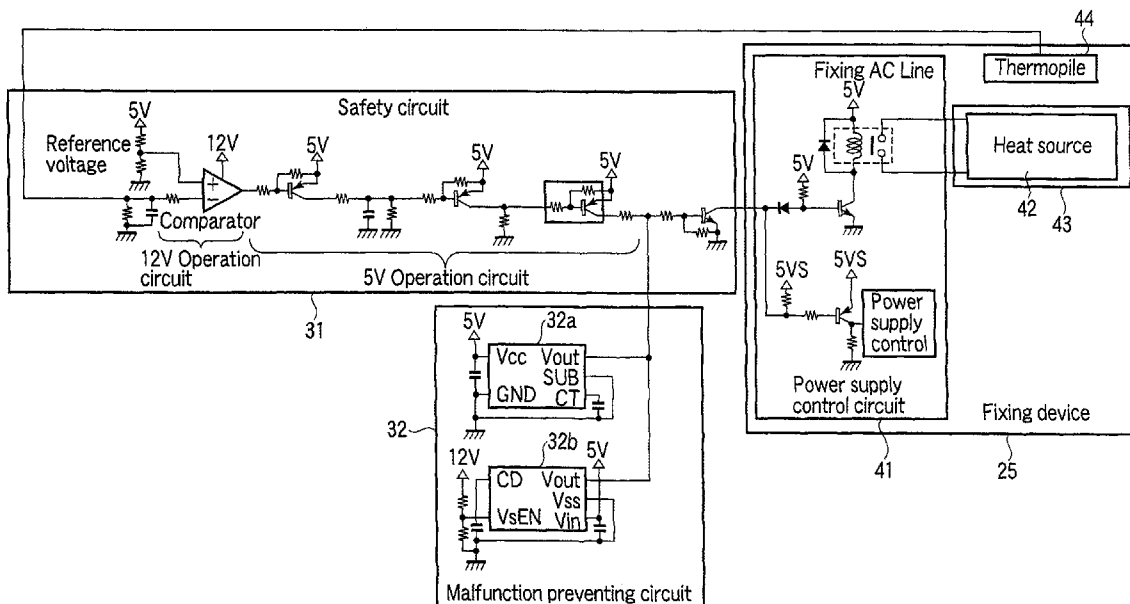 44
Thermopile
Fixing AC Line
5V
Safety circuit
5V
Reference
voltage
12V
5V
5V
5V
5V
Heat source
42
43
Comparator
12V Operation
circuit
5V Operation circuit
31
5VS
5VS
Power
supply
control
Power supply
control circuit
41
Fixing device
25
32
5V
32a
Vcc
Vout
SUB
GND
CT
12V
32b
5V
CD
Vout
Vss
VsEN
Vin
Malfunction preventing circuit